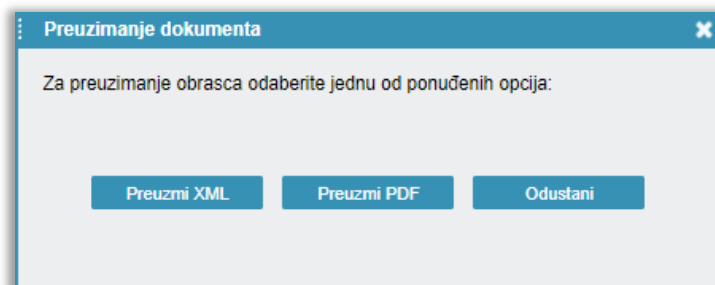 Preuzimanje dokumenta
Za preuzimanje obrasca odaberite jednu od ponuđenih opcija:
Preuzmi XML Preuzmi PDF Odustani